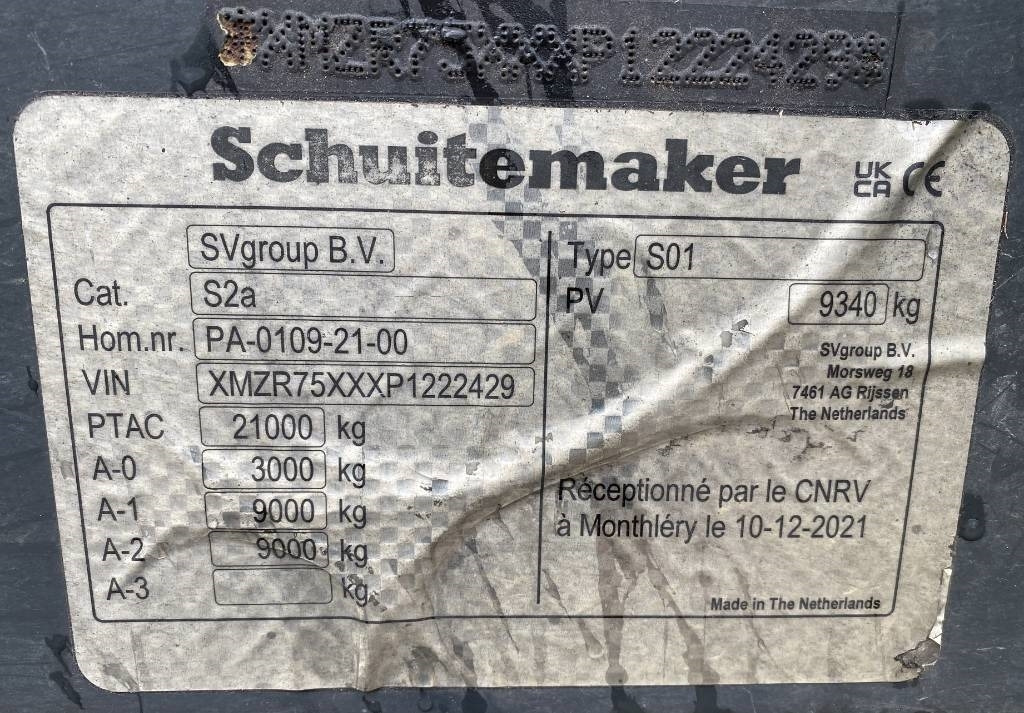 *XMZR75XXXP1222429*
Schuitemaker UK CA CE
SVgroup B.V.
Cat. S2a
Hom.nr. PA-0109-21-00
VIN XMZR75XXXP1222429
PTAC 21000 kg
A-0 3000 kg
A-1 9000 kg
A-2 9000 kg
A-3 kg
Type S01
PV 9340 kg
SVgroup B.V.
Morsweg 18
7461 AG Rijssen
The Netherlands
Réceptionné par le CNRV
à Monthléry le 10-12-2021
Made in The Netherlands